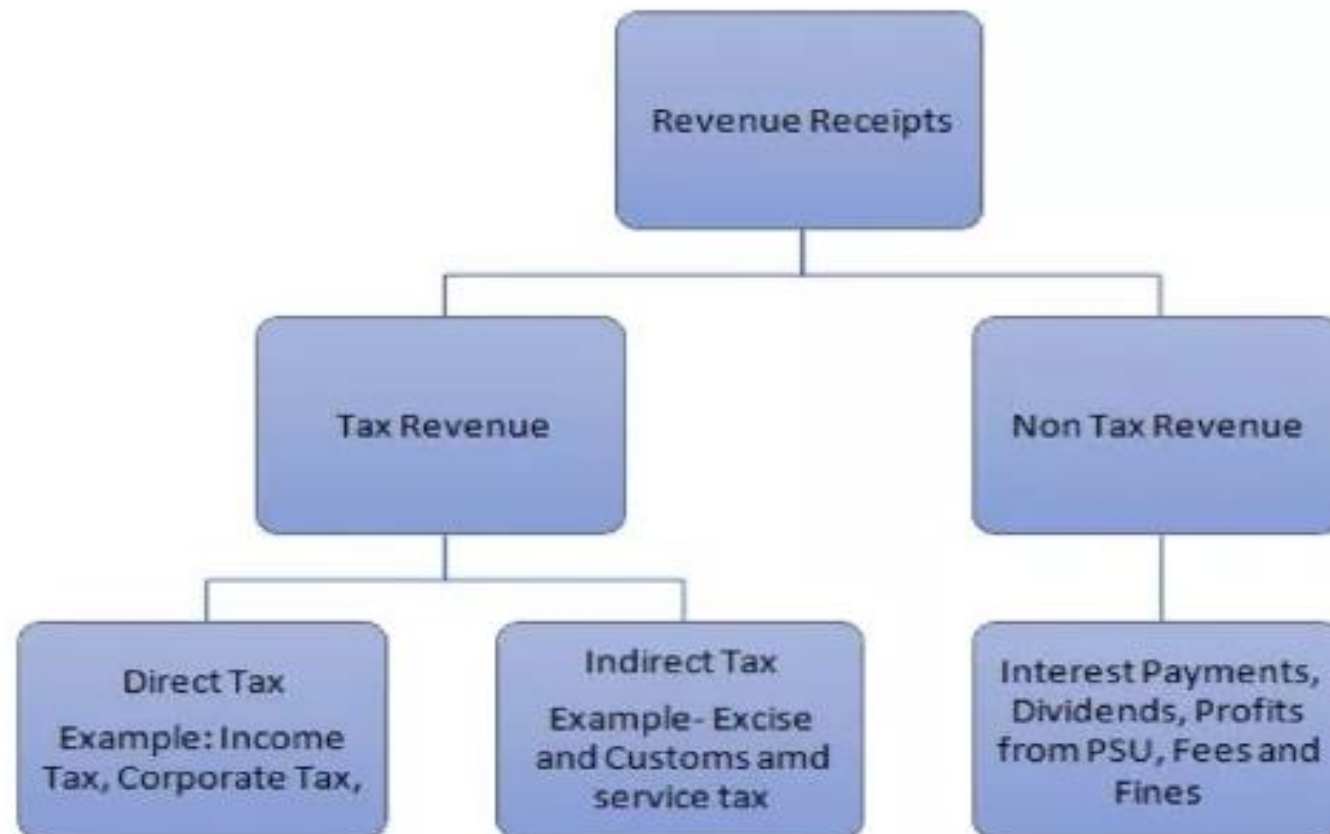 Revenue Receipts
Tax Revenue
Non Tax Revenue
Direct Tax
Example: Income
Tax, Corporate Tax,
Indirect Tax
Example- Excise
and Customs amd
service tax
Interest Payments,
Dividends, Profits
from PSU, Fees and
Fines